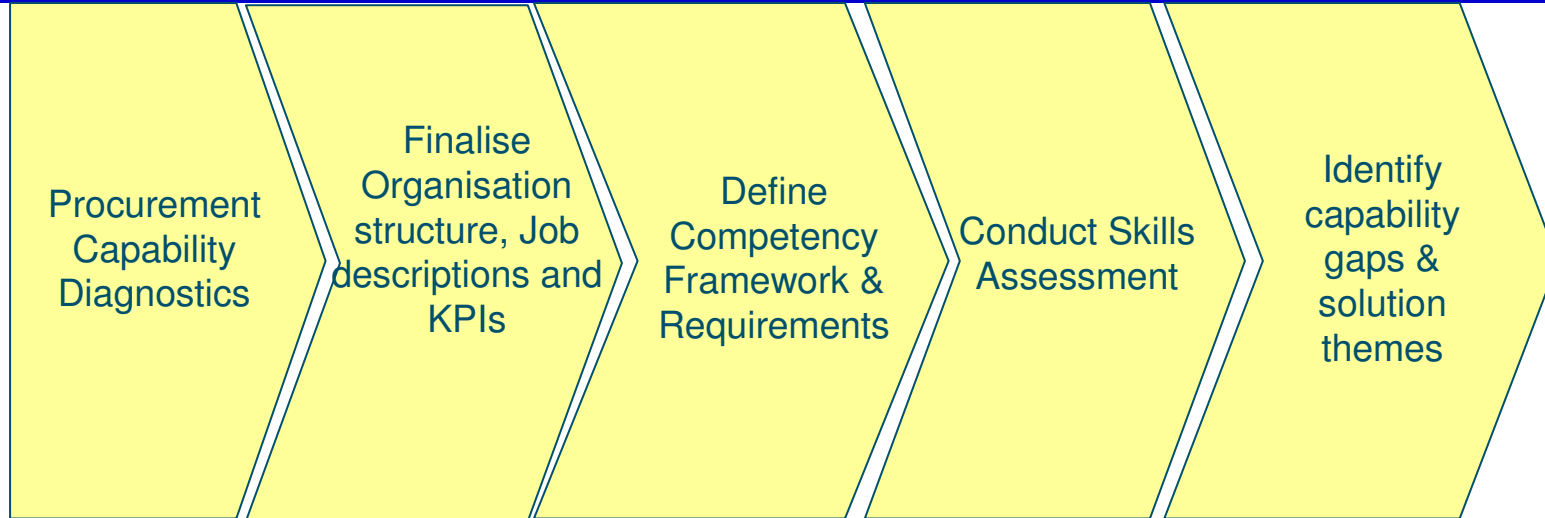 Procurement
Capability
Diagnostics
Finalise
Organisation
structure, Job
descriptions and
KPIs
Define
Competency
Framework &
Requirements
Conduct Skills
Assessment
Identify
capability
gaps &
solution
themes